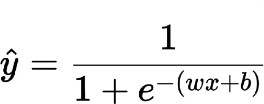 ŷ = 1 / (1 + e^{-(wx+b)})